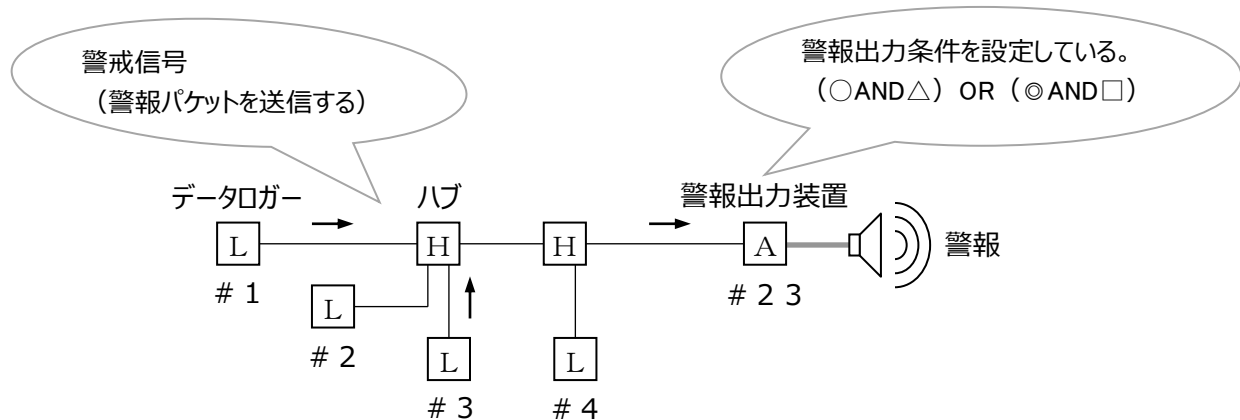 警戒信号
（警報パケットを送信する）
警報出力条件を設定している。
（○AND△）OR（◎AND□）
データロガー
ハブ
警報出力装置
L
H
H
A
警報
＃1
＃２３
L
＃2
L
L
＃3
＃4